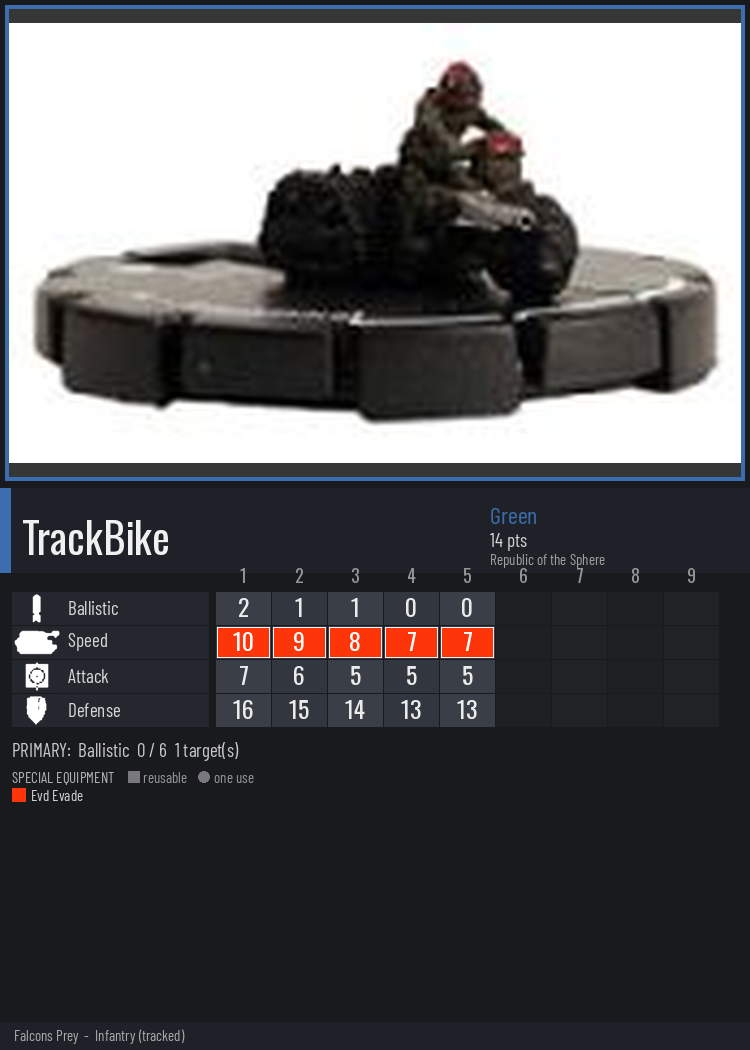 TrackBike
Green
14 pts
Republic of the Sphere
1 2 3 4 5 6 7 8 9
Ballistic 2 1 1 0 0
Speed 10 9 8 7 7
Attack 7 6 5 5 5
Defense 16 15 14 13 13
PRIMARY: Ballistic 0 / 6 1 target(s)
SPECIAL EQUIPMENT reusable one use
Evd Evade
Falcons Prey - Infantry (tracked)